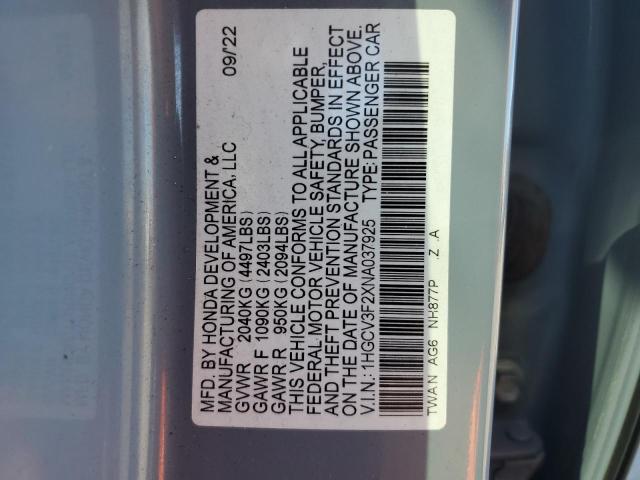 MFD. BY HONDA DEVELOPMENT & 09/22
MANUFACTURING OF AMERICA, LLC
GVWR 2040KG (4497LBS)
GAWR F 1090KG (2403LBS)
GAWR R 950KG (2094LBS)
THIS VEHICLE CONFORMS TO ALL APPLICABLE
FEDERAL MOTOR VEHICLE SAFETY, BUMPER,
AND THEFT PREVENTION STANDARDS IN EFFECT
ON THE DATE OF MANUFACTURE SHOWN ABOVE.
V.I.N.: 1HGCV3F2XNA037925 TYPE: PASSENGER CAR
TWAN AG6 NH877P .Z .A